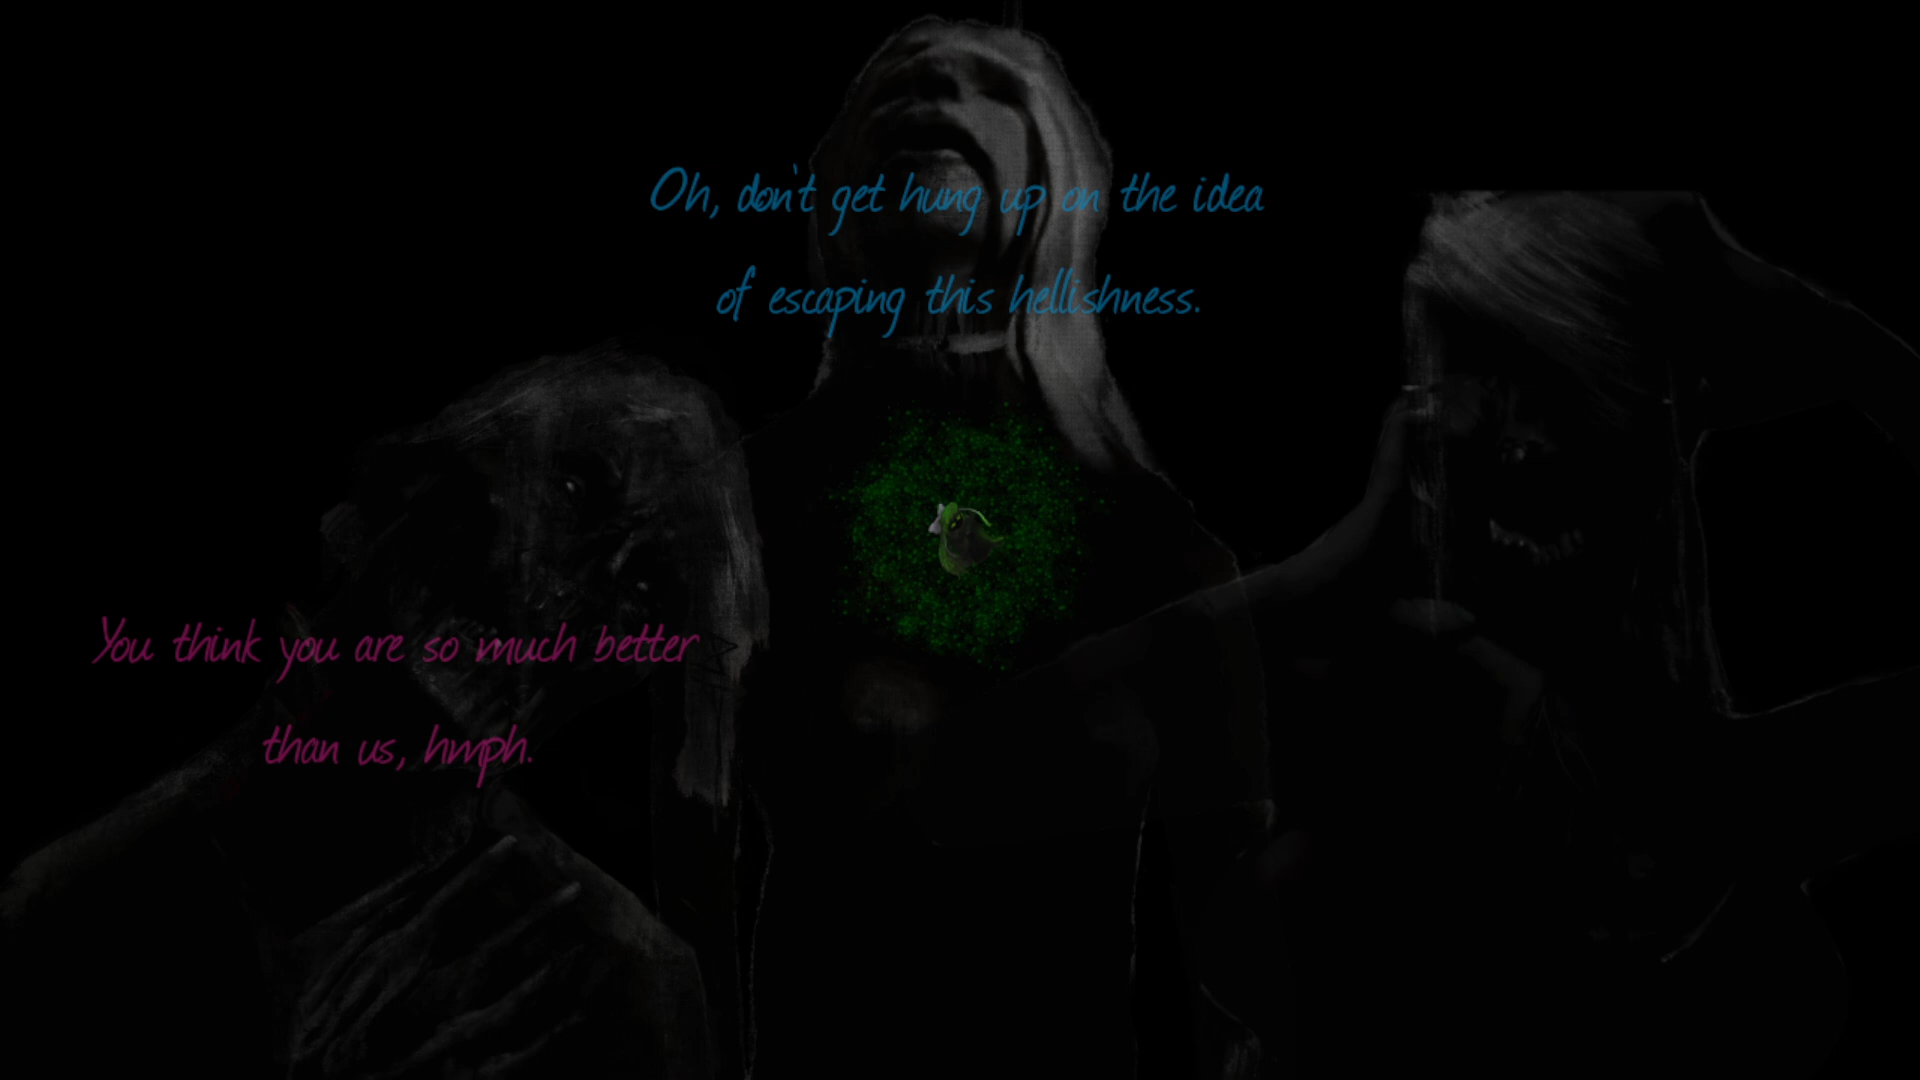 Oh, don't get hung up on the idea
of escaping this hellishness.
You think you are so much better
than us, hmph.